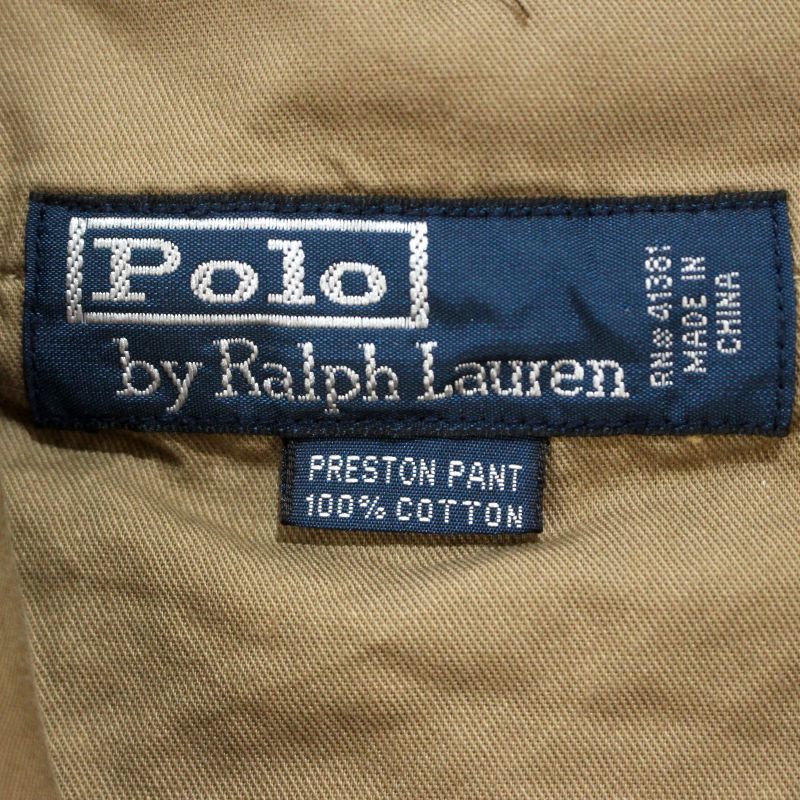 Polo
by Ralph Lauren
RN# 41381
MADE IN
CHINA
PRESTON PANT
100% COTTON